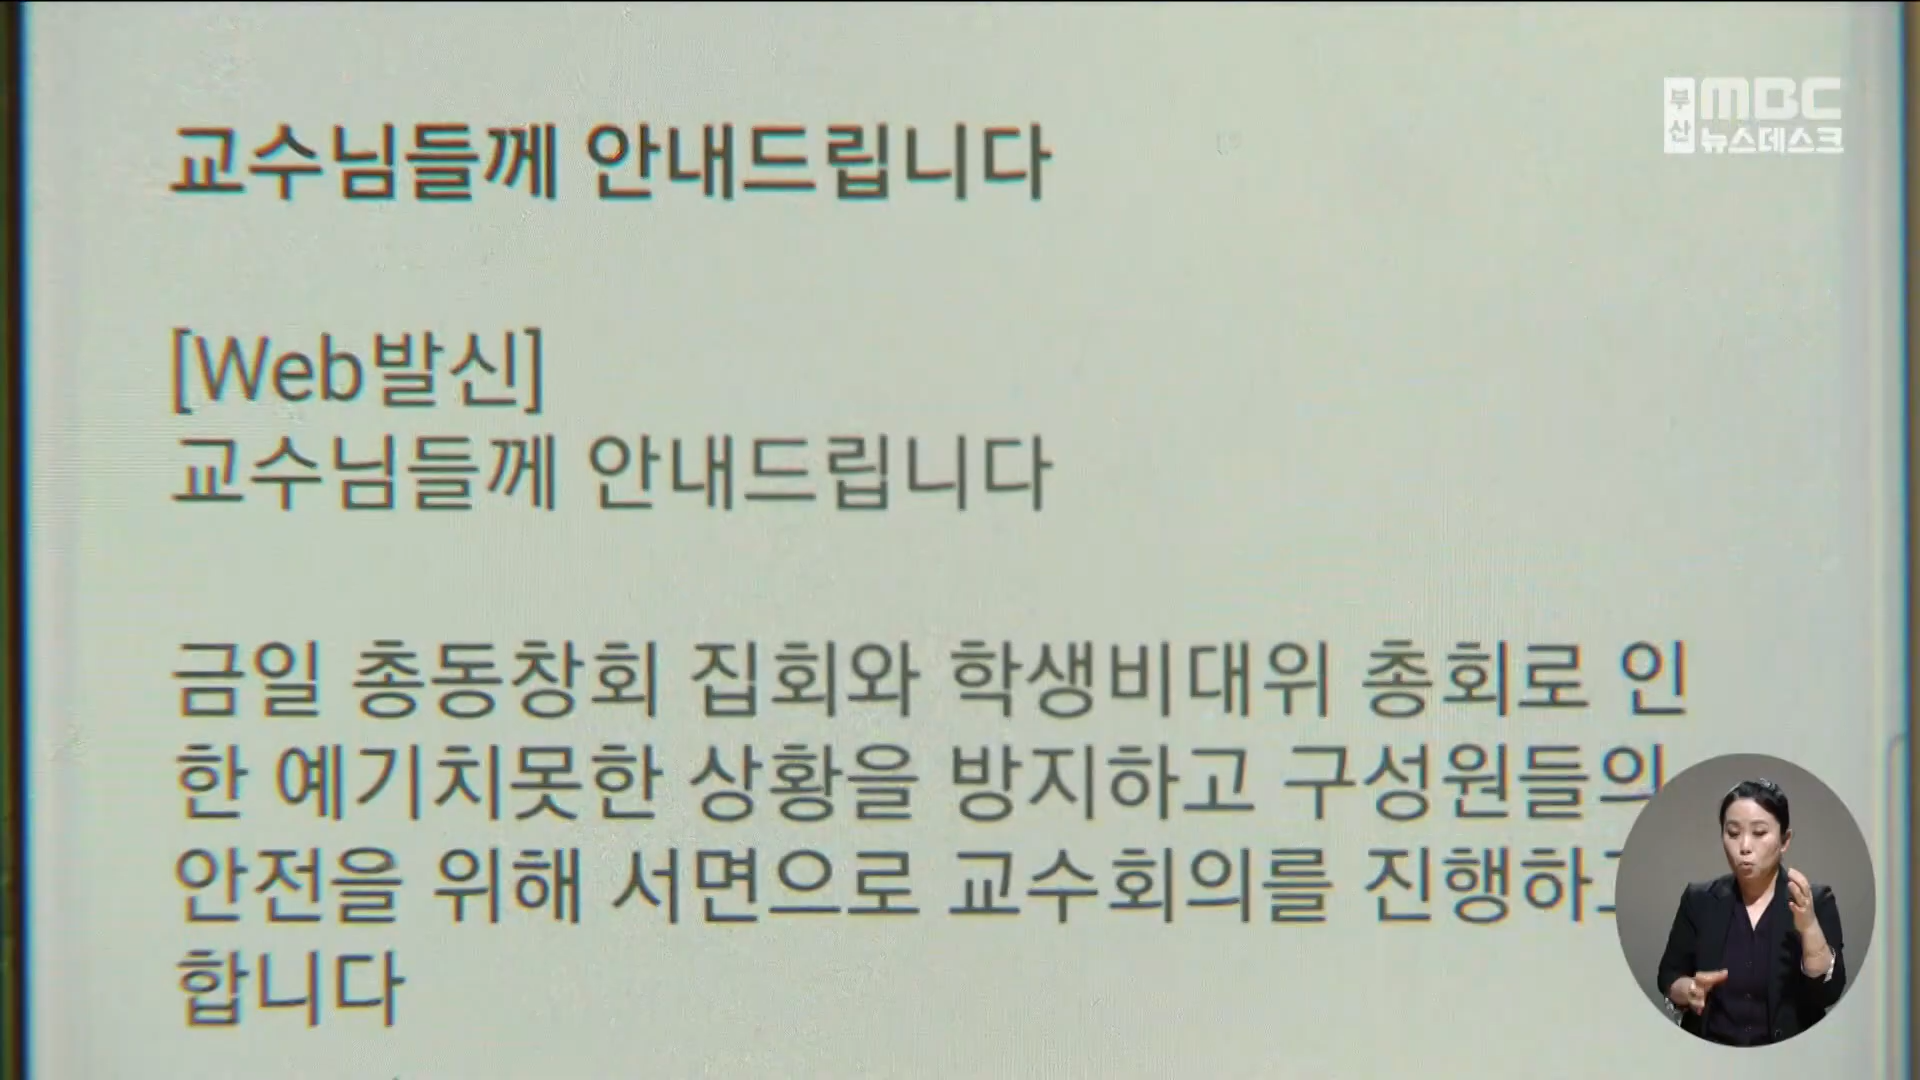 교수님들께 안내드립니다
부산 MBC 뉴스데스크
[Web발신]
교수님들께 안내드립니다
금일 총동창회 집회와 학생비대위 총회로 인
한 예기치못한 상황을 방지하고 구성원들의
안전을 위해 서면으로 교수회의를 진행하고
합니다